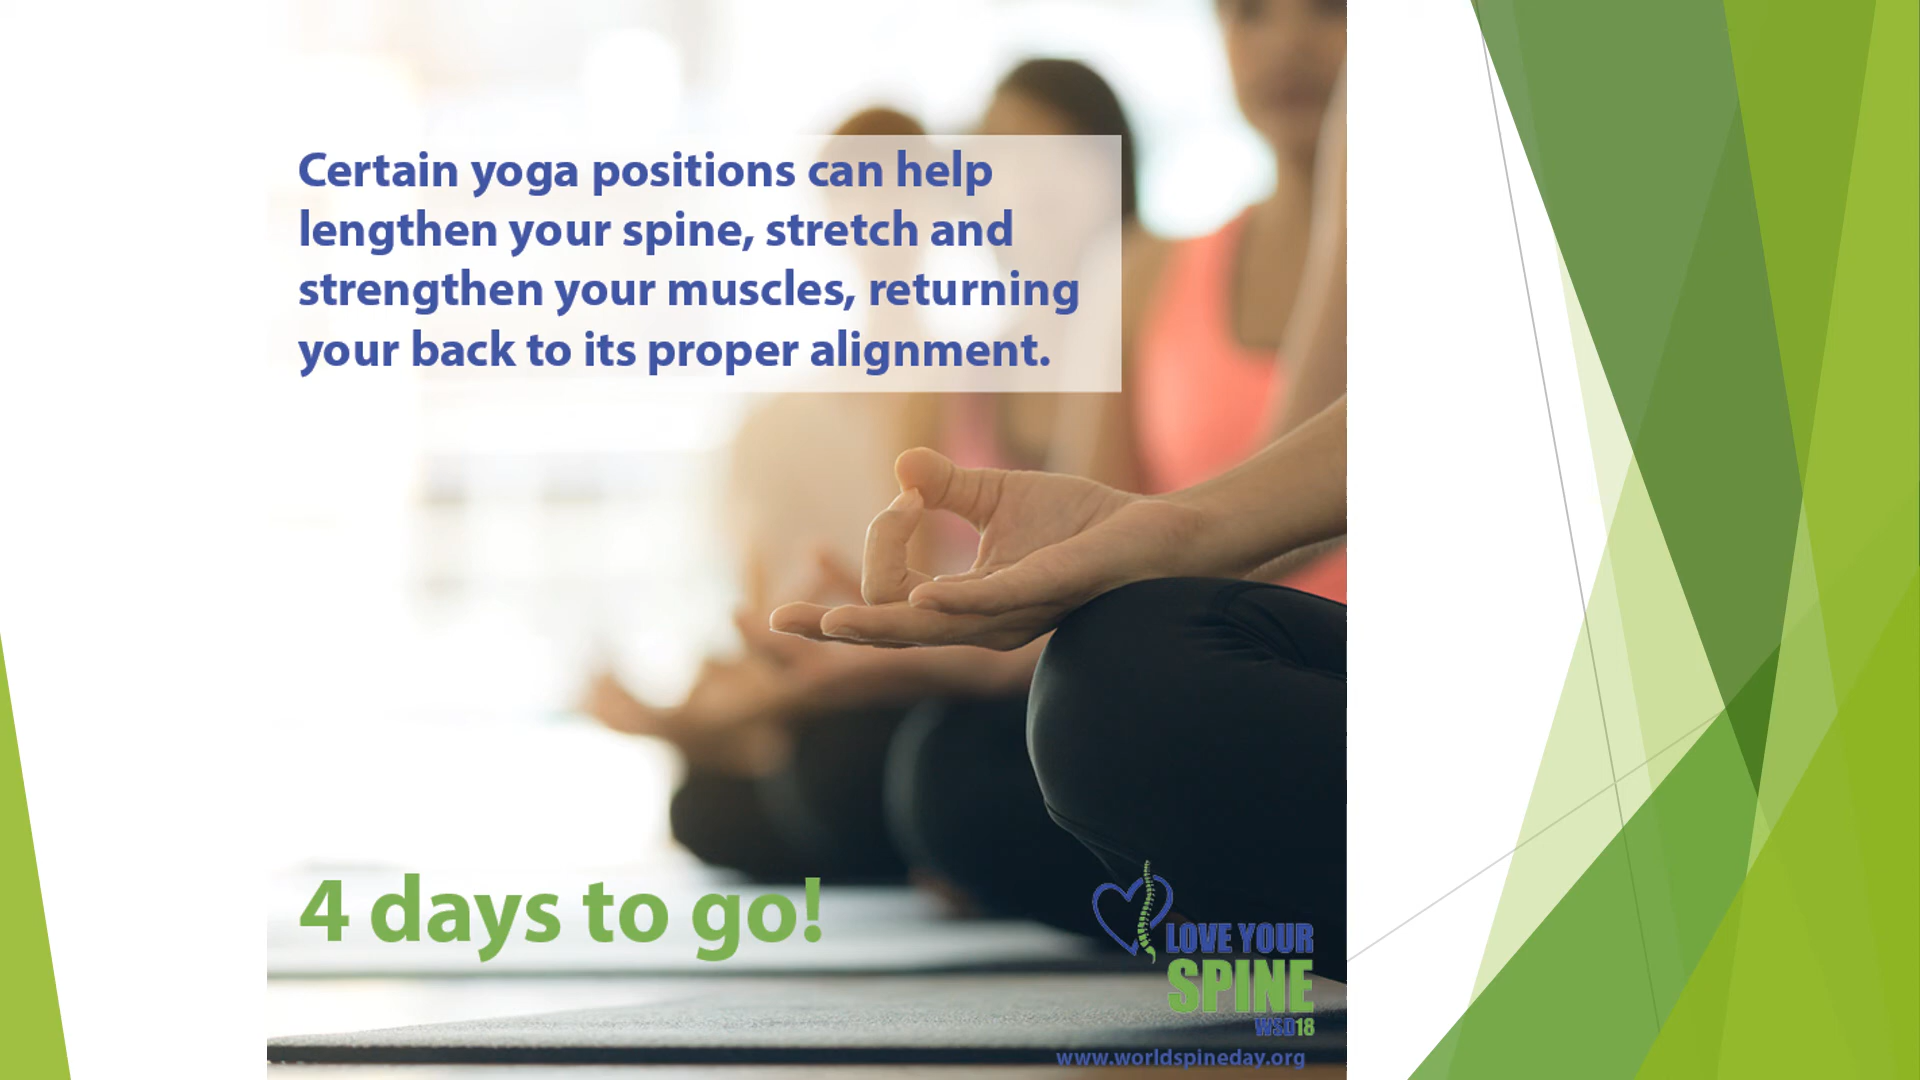 Certain yoga positions can help
lengthen your spine, stretch and
strengthen your muscles, returning
your back to its proper alignment.
4 days to go!
LOVE YOUR
SPINE
WSD18
www.worldspineday.org